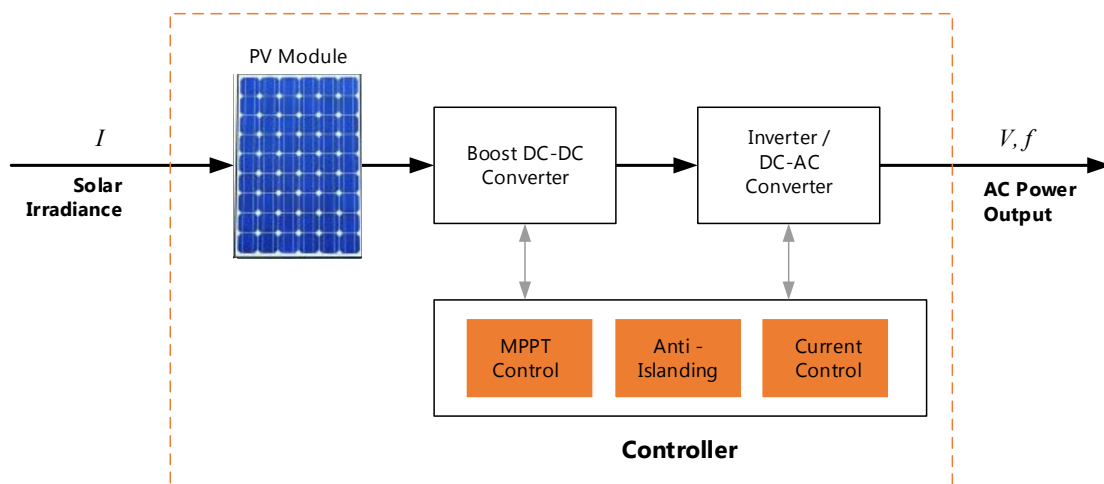 PV Module
I
Solar
Irradiance
Boost DC-DC
Converter
Inverter /
DC-AC
Converter
V, f
AC Power
Output
MPPT
Control
Anti -
Islanding
Current
Control
Controller